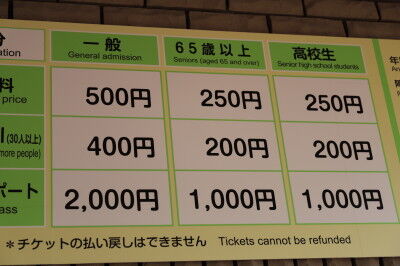 分 一般 65歳以上 高校生
General admission Seniors (aged 65 and over) Senior high school students
料 500円 250円 250円
price
(30人以上) 400円 200円 200円
more people)
ポート 2,000円 1,000円 1,000円
ass
＊チケットの払い戻しはできません Tickets cannot be refunded